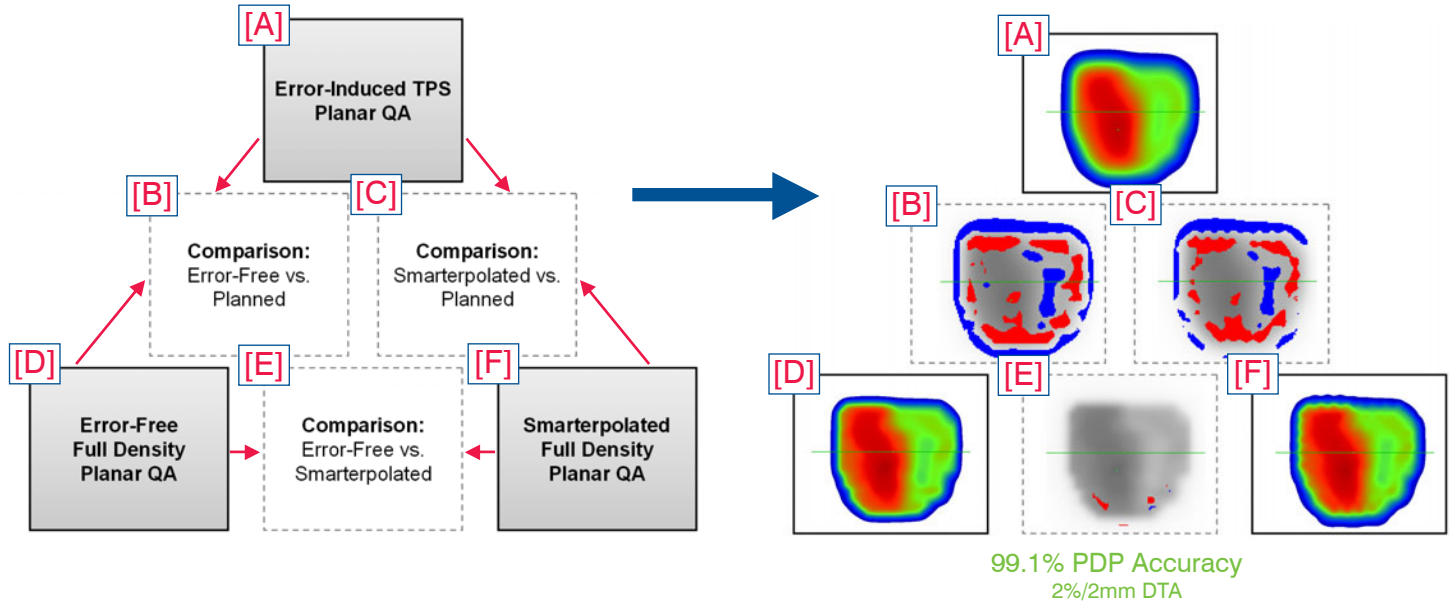 [A]
Error-Induced TPS
Planar QA
[B]
Comparison:
Error-Free vs.
Planned
[C]
Comparison:
Smarterpolated vs.
Planned
[D]
Error-Free
Full Density
Planar QA
[E]
Comparison:
Error-Free vs.
Smarterpolated
[F]
Smarterpolated
Full Density
Planar QA
[A]
[B]
[C]
[D]
[E]
[F]
99.1% PDP Accuracy
2%/2mm DTA